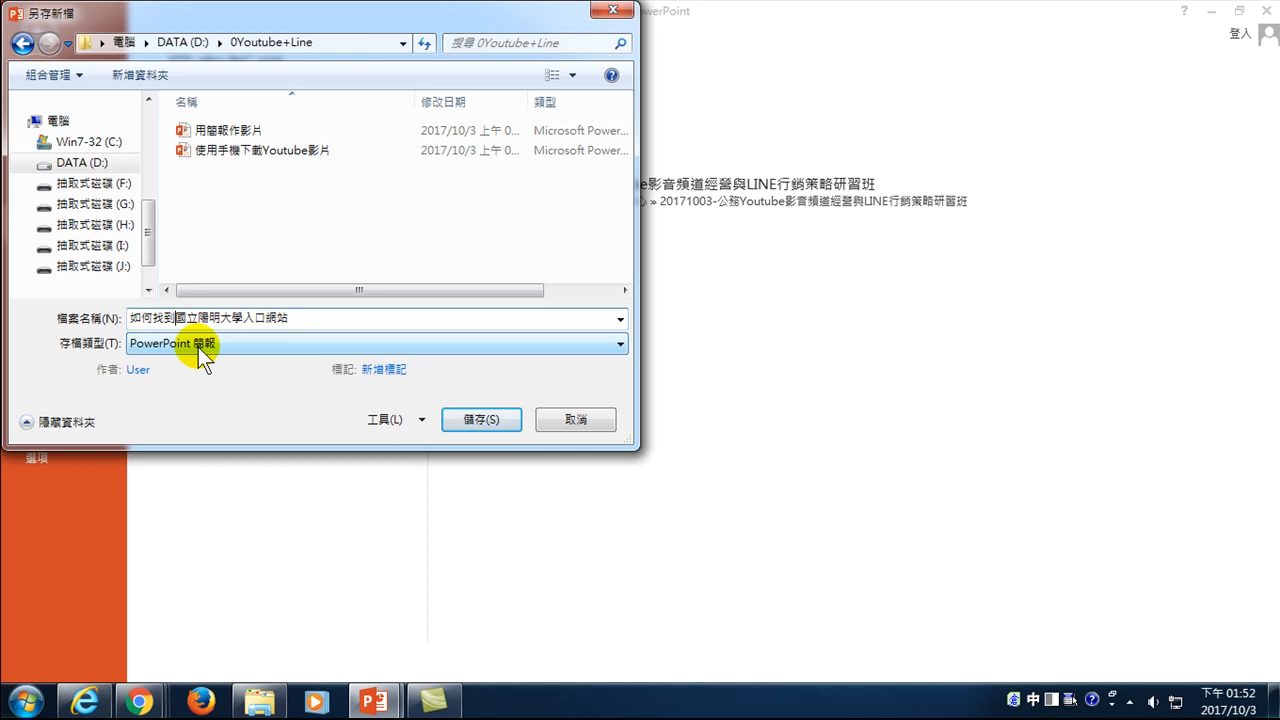 另存新檔
werPoint
登入
電腦 DATA (D:) 0Youtube+Line
搜尋 0Youtube+Line
組合管理 新增資料夾
名稱 修改日期 類型
電腦
Win7-32 (C:)
DATA (D:)
抽取式磁碟 (F:)
抽取式磁碟 (G:)
抽取式磁碟 (H:)
抽取式磁碟 (I:)
抽取式磁碟 (J:)
用簡報作影片 2017/10/3 上午 0... Microsoft Power...
使用手機下載Youtube影片 2017/10/3 上午 0... Microsoft Power...
e影音頻道經營與LINE行銷策略研習班
» 20171003-公務Youtube影音頻道經營與LINE行銷策略研習班
檔案名稱(N): 如何找到國立陽明大學入口網站
存檔類型(T): PowerPoint 簡報
作者: User 標記: 新增標記
隱藏資料夾 工具(L) 儲存(S) 取消
選項
中
下午 01:52
2017/10/3